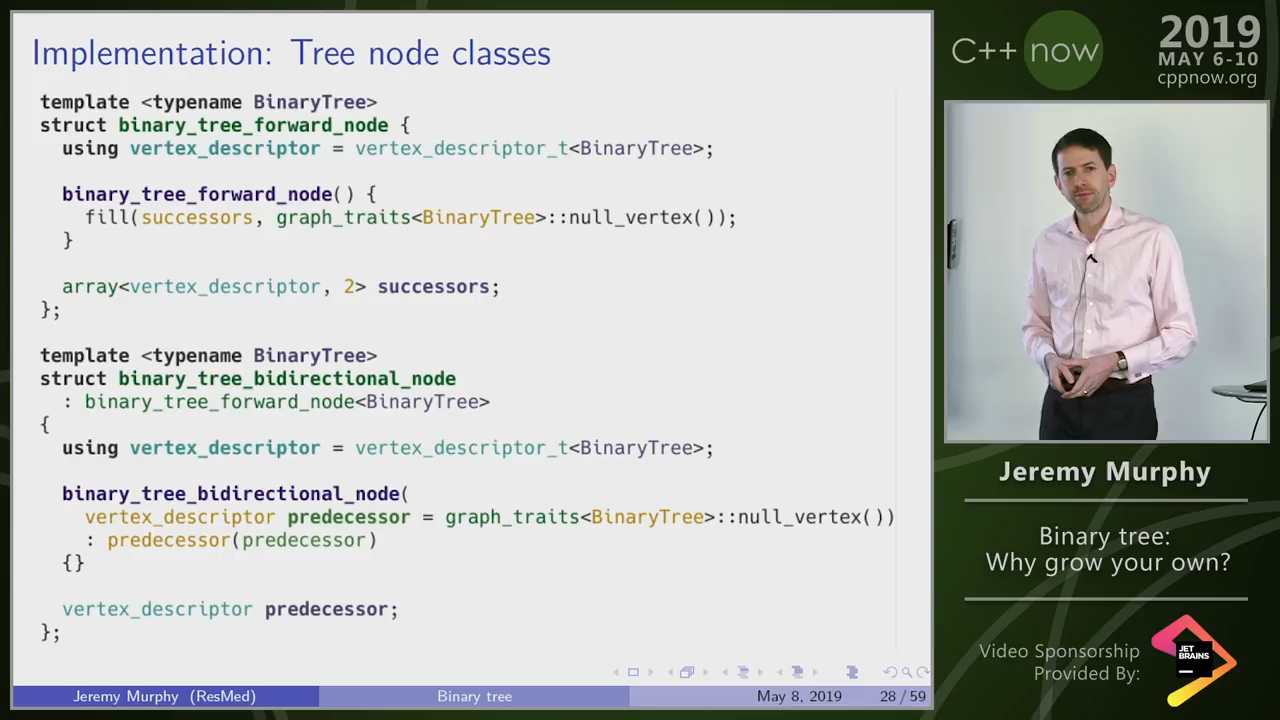 Implementation: Tree node classes
template <typename BinaryTree>
struct binary_tree_forward_node {
using vertex_descriptor = vertex_descriptor_t<BinaryTree>;
binary_tree_forward_node() {
fill(successors, graph_traits<BinaryTree>::null_vertex());
}
array<vertex_descriptor, 2> successors;
};
template <typename BinaryTree>
struct binary_tree_bidirectional_node
: binary_tree_forward_node<BinaryTree>
{
using vertex_descriptor = vertex_descriptor_t<BinaryTree>;
binary_tree_bidirectional_node(
vertex_descriptor predecessor = graph_traits<BinaryTree>::null_vertex())
: predecessor(predecessor)
{}
vertex_descriptor predecessor;
};
Jeremy Murphy (ResMed) Binary tree May 8, 2019 28 / 59
C++ now
2019
MAY 6-10
cppnow.org
Jeremy Murphy
Binary tree:
Why grow your own?
Video Sponsorship
Provided By:
JET
BRAINS